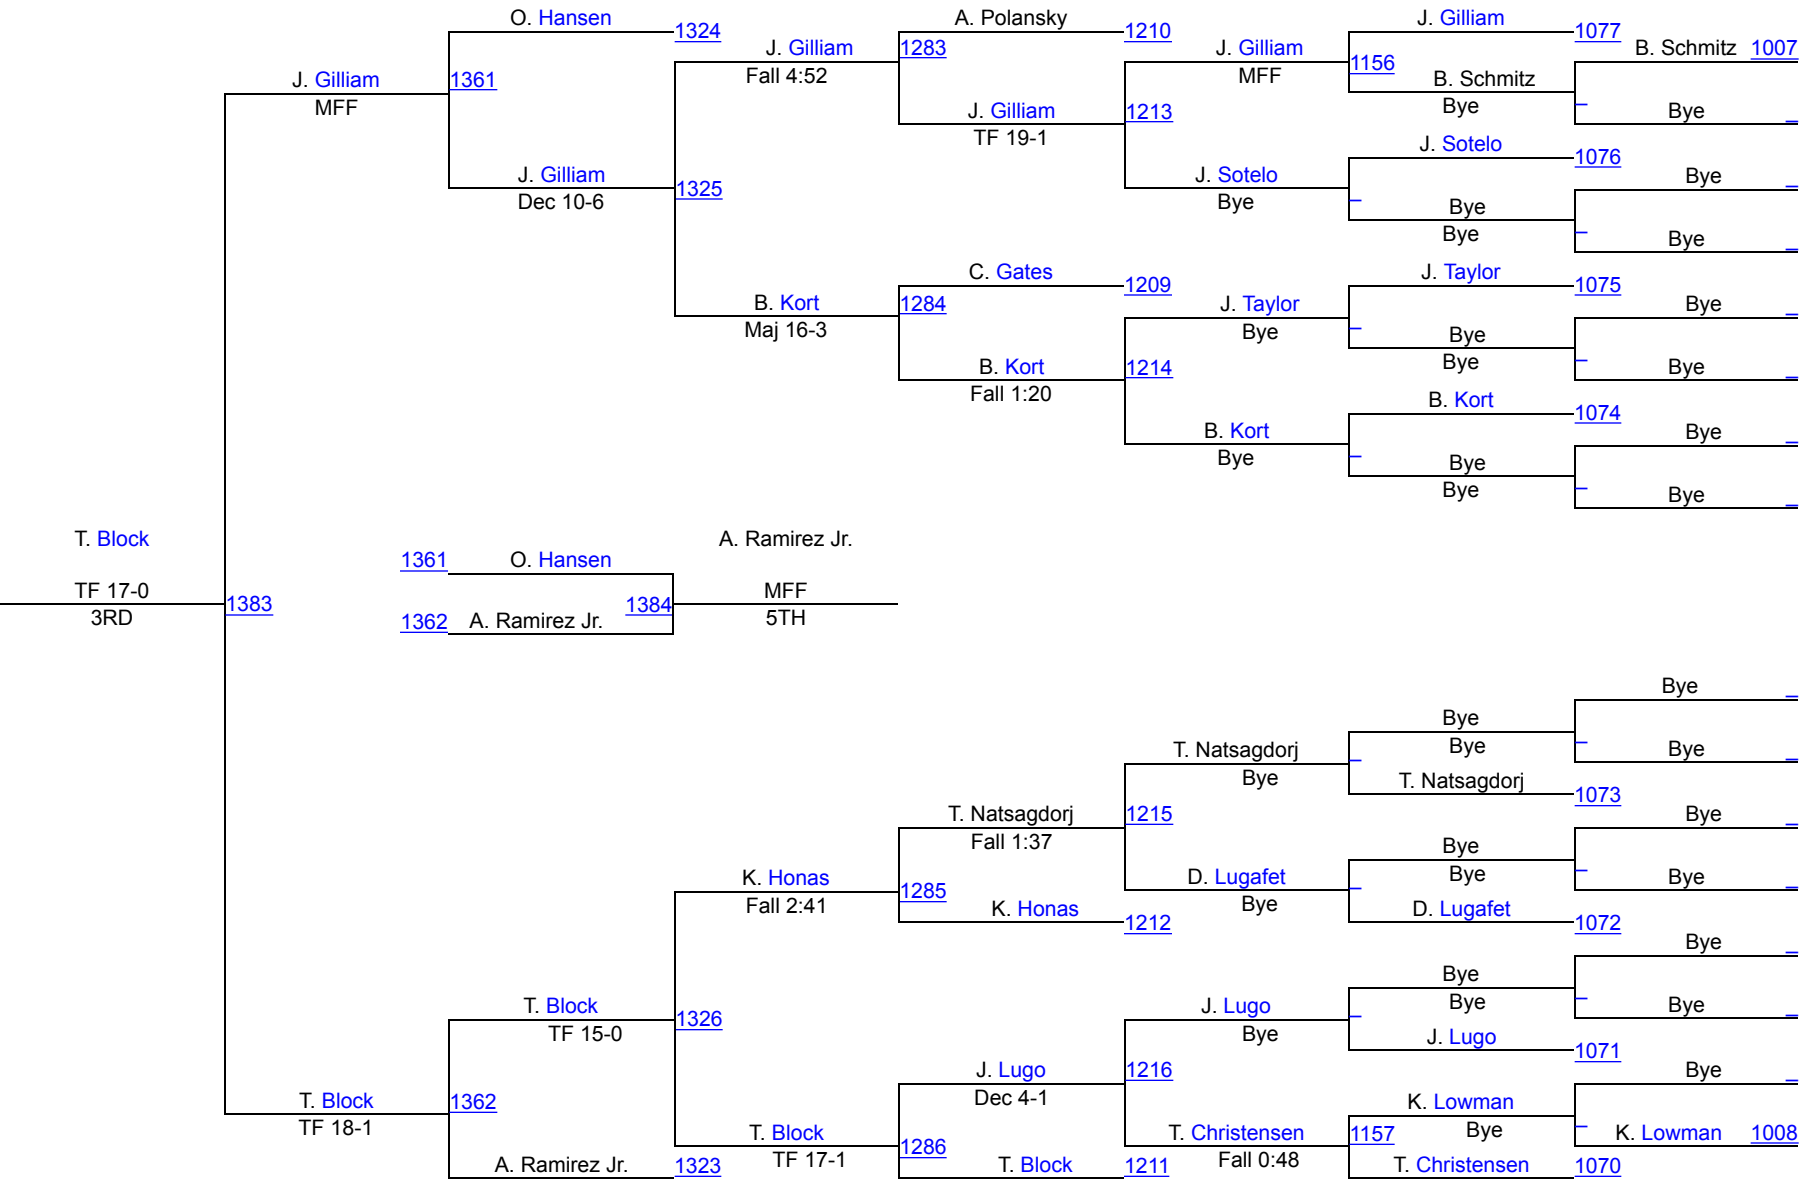 O. Hansen
1324
A. Polansky
1210
J. Gilliam
1077
J. Gilliam
1283
J. Gilliam
1156
B. Schmitz 1007
J. Gilliam
1361
Fall 4:52
MFF
B. Schmitz
MFF
J. Gilliam
1213
Bye
Bye
TF 19-1
J. Sotelo
1076
J. Gilliam
1325
J. Sotelo
Bye
Dec 10-6
Bye
Bye
Bye
Bye
C. Gates
1209
J. Taylor
1075
B. Kort
1284
J. Taylor
Bye
Maj 16-3
Bye
Bye
B. Kort
1214
Bye
Bye
Fall 1:20
B. Kort
1074
B. Kort
Bye
Bye
Bye
Bye
Bye
T. Block
A. Ramirez Jr.
1361
O. Hansen
TF 17-0
MFF
1383
1384
3RD
1362
A. Ramirez Jr.
5TH
Bye
Bye
T. Natsagdorj
Bye
Bye
Bye
T. Natsagdorj
1073
T. Natsagdorj
1215
Bye
Fall 1:37
Bye
K. Honas
1285
D. Lugafet
Bye
Bye
Fall 2:41
K. Honas
1212
Bye
D. Lugafet
1072
Bye
Bye
T. Block
1326
J. Lugo
Bye
Bye
TF 15-0
Bye
J. Lugo
1071
J. Lugo
1216
Bye
T. Block
1362
Dec 4-1
K. Lowman
TF 18-1
T. Block
1286
T. Christensen
1157
Bye
K. Lowman 1008
A. Ramirez Jr.
1323
TF 17-1
T. Block
1211
Fall 0:48
T. Christensen
1070